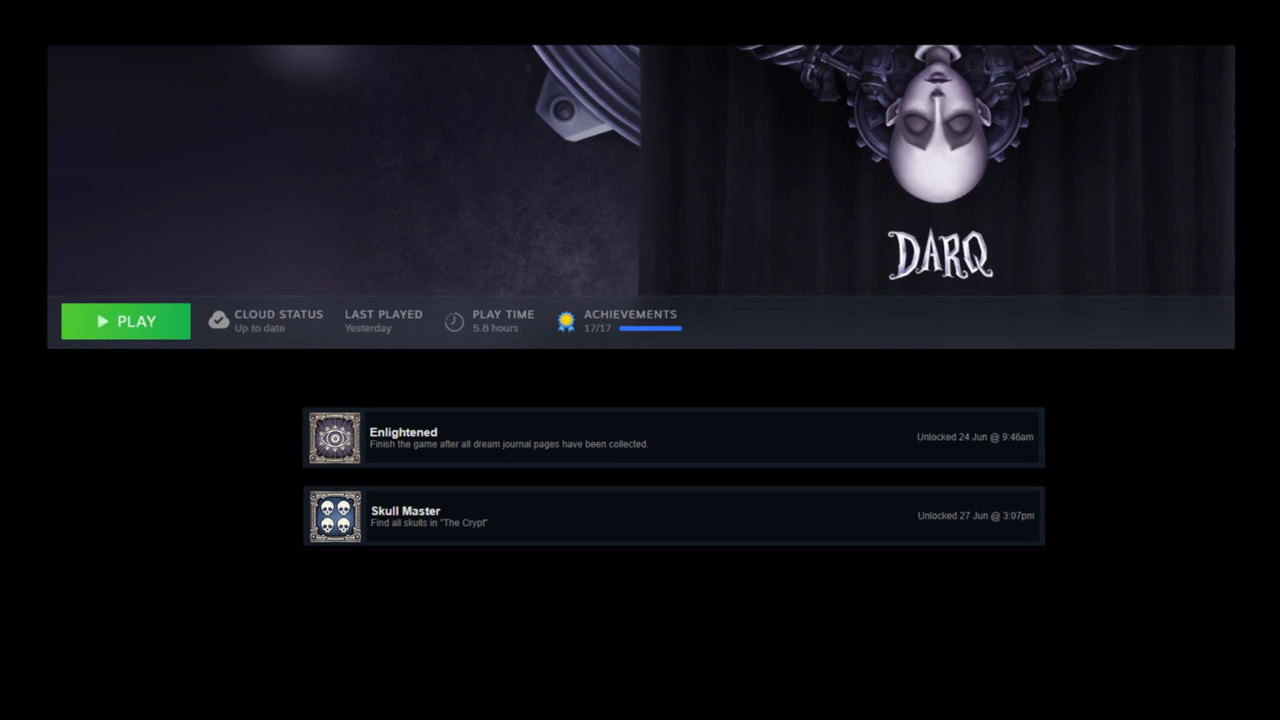 DARQ
PLAY
CLOUD STATUS
Up to date
LAST PLAYED
Yesterday
PLAY TIME
5.8 hours
ACHIEVEMENTS
17/17
Enlightened
Finish the game after all dream journal pages have been collected.
Unlocked 24 Jun @ 9:46am
Skull Master
Find all skulls in "The Crypt"
Unlocked 27 Jun @ 3:07pm